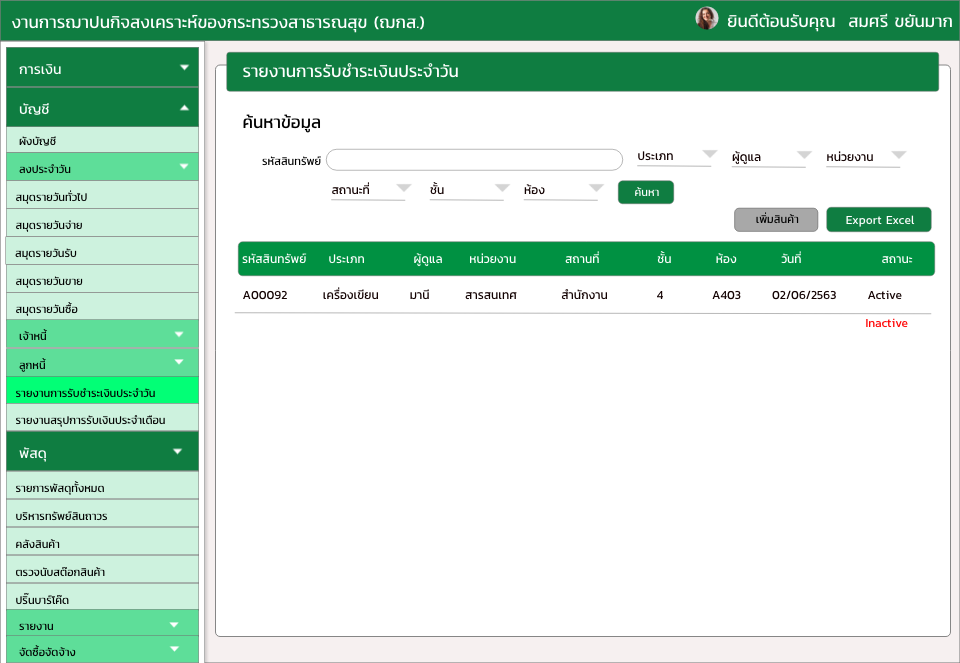 งานการฌาปนกิจสงเคราะห์ของกระทรวงสาธารณสุข (ฌกส.)
ยินดีต้อนรับคุณ สมศรี ขยันมาก
การเงิน
บัญชี
ผังบัญชี
ลงประจำวัน
สมุดรายวันทั่วไป
สมุดรายวันจ่าย
สมุดรายวันรับ
สมุดรายวันขาย
สมุดรายวันซื้อ
เจ้าหนี้
ลูกหนี้
รายงานการรับชำระเงินประจำวัน
รายงานสรุปการรับเงินประจำเดือน
พัสดุ
รายการพัสดุทั้งหมด
บริหารทรัพย์สินถาวร
คลังสินค้า
ตรวจนับสต๊อกสินค้า
ปริ๊นบาร์โค๊ด
รายงาน
จัดซื้อจัดจ้าง
รายงานการรับชำระเงินประจำวัน
ค้นหาข้อมูล
รหัสสินทรัพย์ ประเภท ผู้ดูแล หน่วยงาน
สถานะที่ ชั้น ห้อง ค้นหา
เพิ่มสินค้า Export Excel
รหัสสินทรัพย์ ประเภท ผู้ดูแล หน่วยงาน สถานที่ ชั้น ห้อง วันที่ สถานะ
A00092 เครื่องเขียน มานี สารสนเทศ สำนักงาน 4 A403 02/06/2563 Active
Inactive